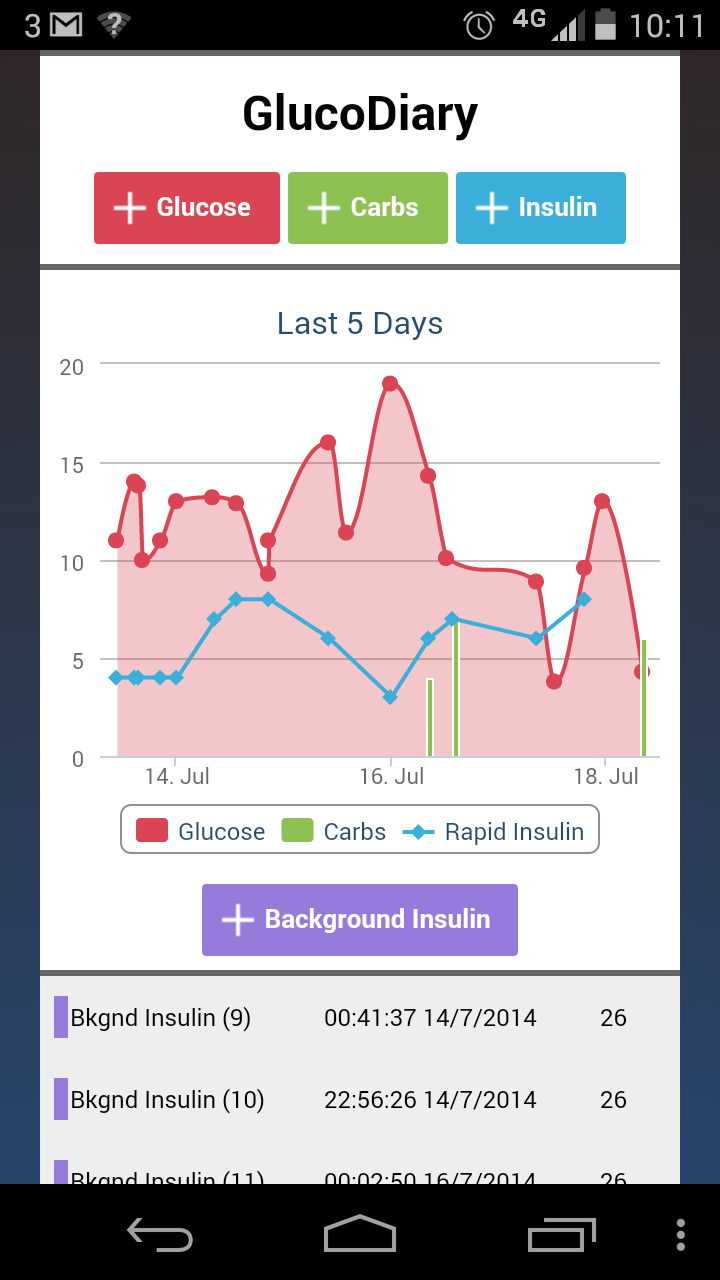 3 4G 10:11
GlucoDiary
Glucose Carbs Insulin
Last 5 Days
20
15
10
5
0
14. Jul 16. Jul 18. Jul
Glucose Carbs Rapid Insulin
Background Insulin
Bkgnd Insulin (9) 00:41:37 14/7/2014 26
Bkgnd Insulin (10) 22:56:26 14/7/2014 26
Bkgnd Insulin (11) 00:02:50 16/7/2014 26